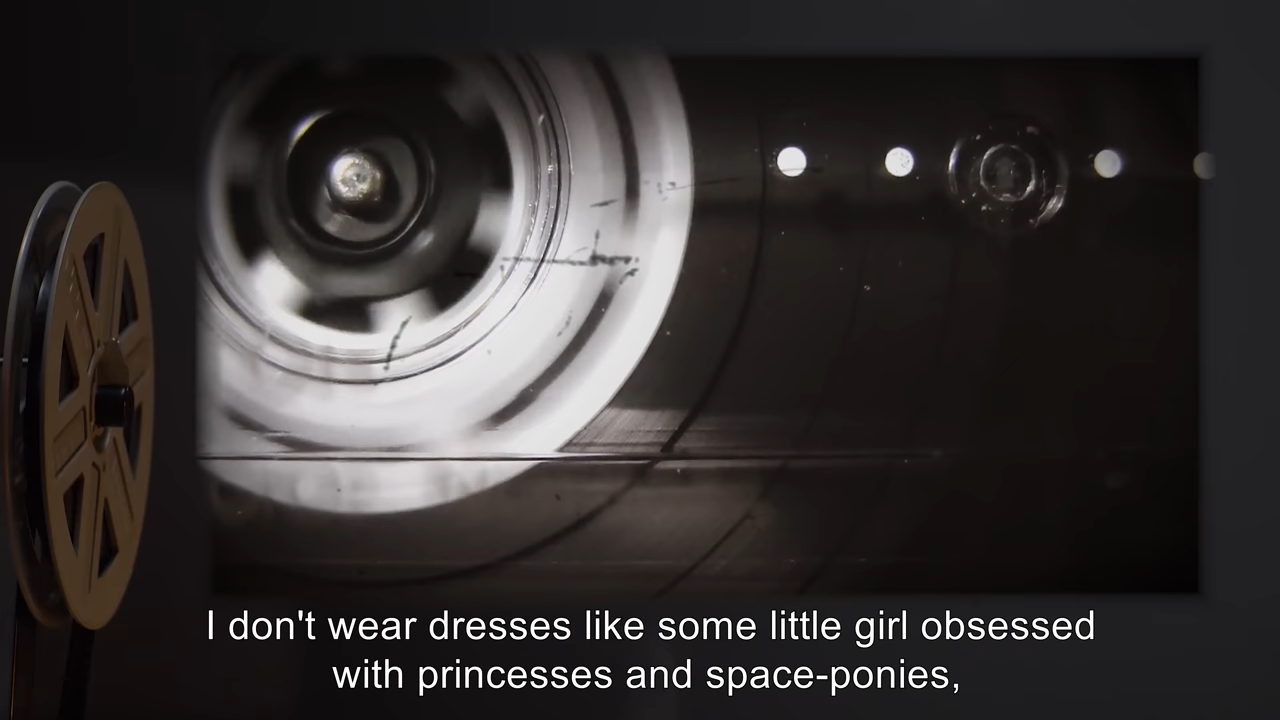 I don't wear dresses like some little girl obsessed
with princesses and space-ponies,